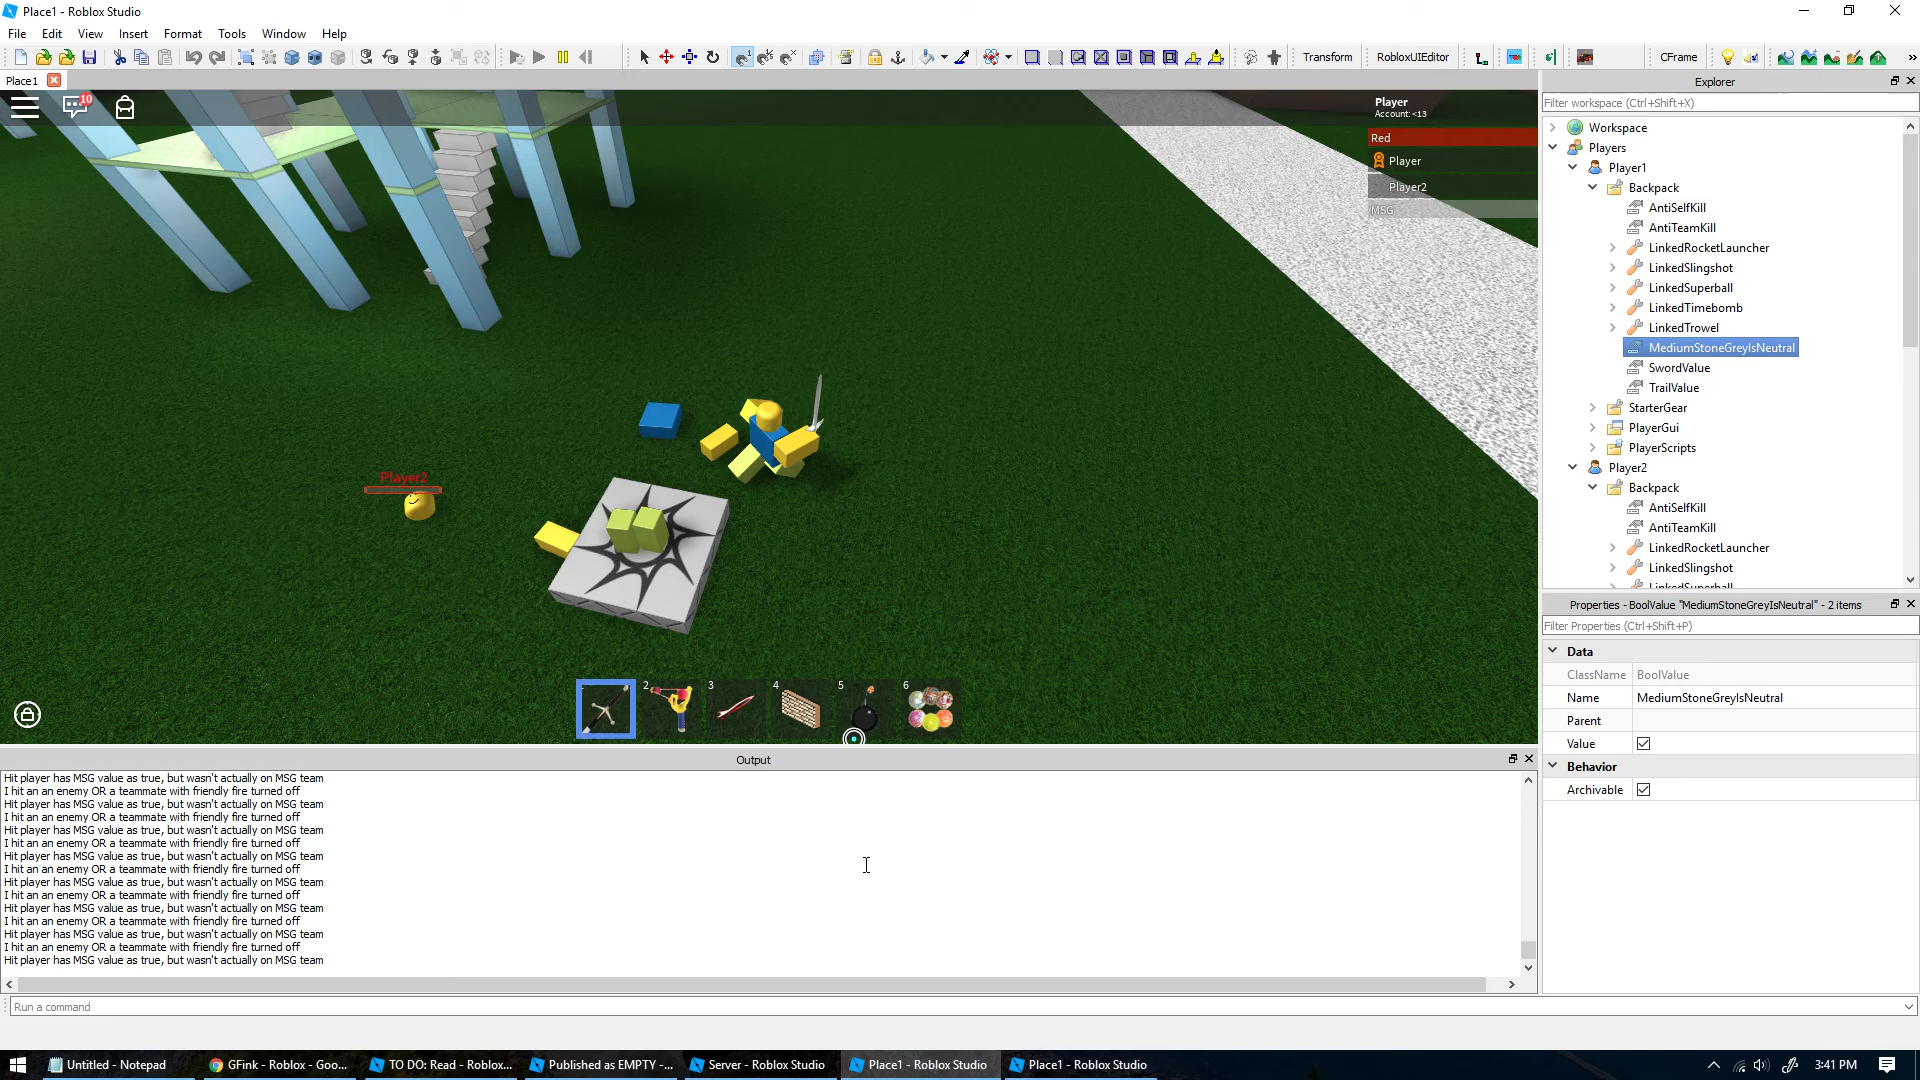 Place1 - Roblox Studio
File Edit View Insert Format Tools Window Help
Transform RobloxUIEditor CFrame
Place1
10
Player
Account: <13
Red
Player
Player2
MSG
Player2
2 3 4 5 6
Explorer
Filter workspace (Ctrl+Shift+X)
Workspace
Players
Player1
Backpack
AntiSelfKill
AntiTeamKill
LinkedRocketLauncher
LinkedSlingshot
LinkedSuperball
LinkedTimebomb
LinkedTrowel
MediumStoneGreyIsNeutral
SwordValue
TrailValue
StarterGear
PlayerGui
PlayerScripts
Player2
Backpack
AntiSelfKill
AntiTeamKill
LinkedRocketLauncher
LinkedSlingshot
LinkedSuperball
Properties - BoolValue "MediumStoneGreyIsNeutral" - 2 items
Filter Properties (Ctrl+Shift+P)
Data
ClassName BoolValue
Name MediumStoneGreyIsNeutral
Parent
Value
Behavior
Archivable
Output
Hit player has MSG value as true, but wasn't actually on MSG team
I hit an an enemy OR a teammate with friendly fire turned off
Hit player has MSG value as true, but wasn't actually on MSG team
I hit an an enemy OR a teammate with friendly fire turned off
Hit player has MSG value as true, but wasn't actually on MSG team
I hit an an enemy OR a teammate with friendly fire turned off
Hit player has MSG value as true, but wasn't actually on MSG team
I hit an an enemy OR a teammate with friendly fire turned off
Hit player has MSG value as true, but wasn't actually on MSG team
I hit an an enemy OR a teammate with friendly fire turned off
Hit player has MSG value as true, but wasn't actually on MSG team
I hit an an enemy OR a teammate with friendly fire turned off
Hit player has MSG value as true, but wasn't actually on MSG team
I hit an an enemy OR a teammate with friendly fire turned off
Hit player has MSG value as true, but wasn't actually on MSG team
Run a command
Untitled - Notepad
GFink - Roblox - Goo...
TO DO: Read - Roblox...
Published as EMPTY -...
Server - Roblox Studio
Place1 - Roblox Studio
Place1 - Roblox Studio
3:41 PM